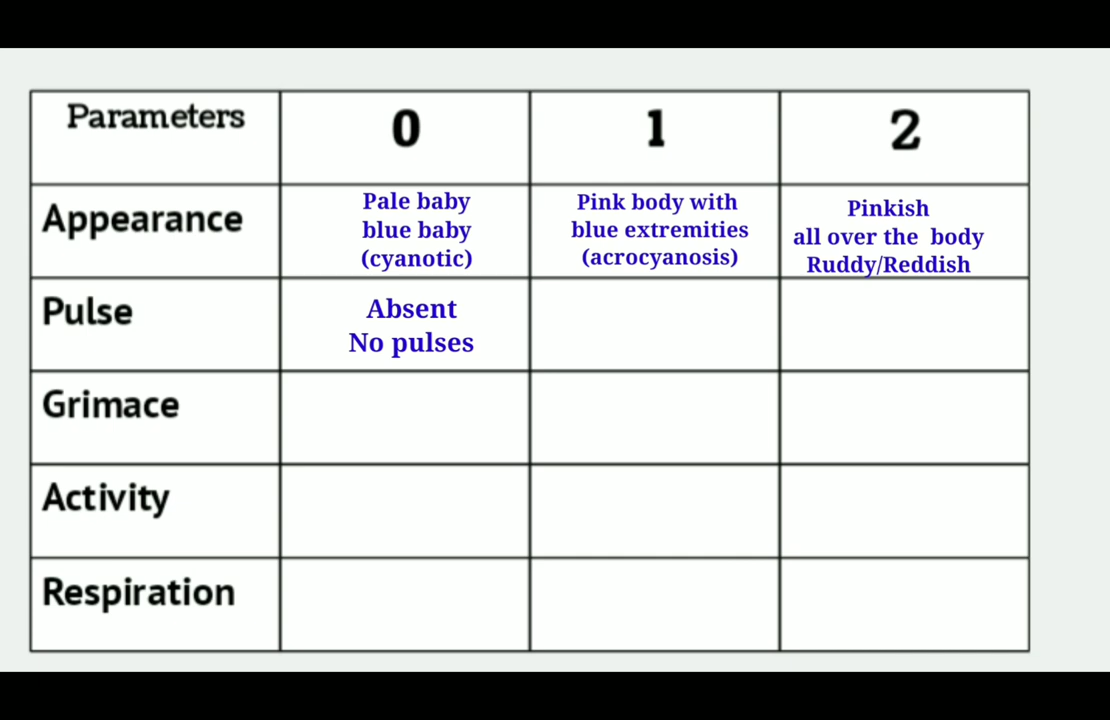 Parameters
0
1
2
Appearance
Pale baby
blue baby
(cyanotic)
Pink body with
blue extremities
(acrocyanosis)
Pinkish
all over the body
Ruddy/Reddish
Pulse
Absent
No pulses
Grimace
Activity
Respiration